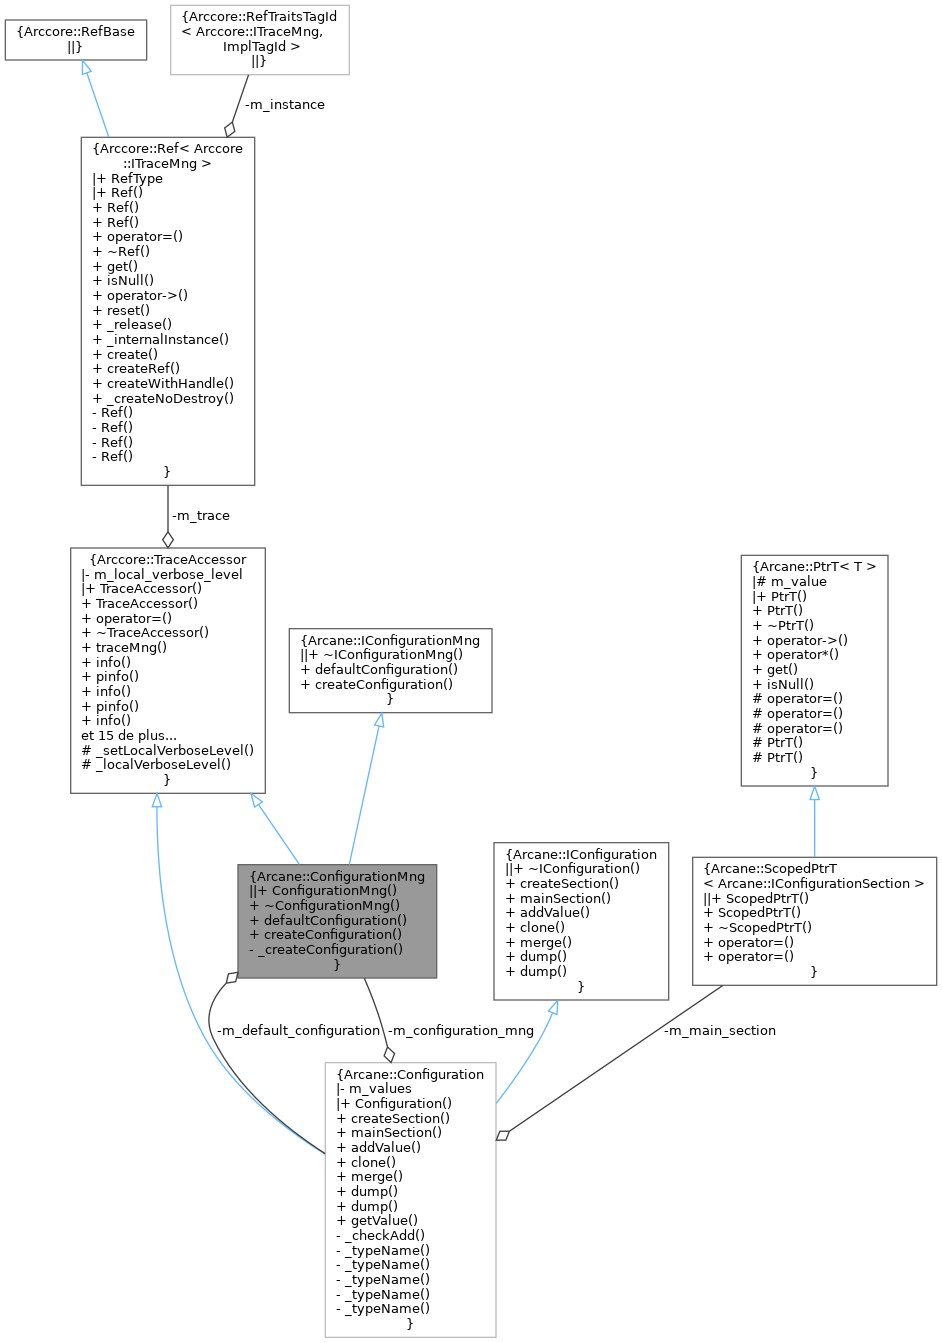 {Arccore::RefBase
||}
{Arccore::RefTraitsTagId
< Arccore::ITraceMng,
ImplTagId >
||}
-m_instance
{Arccore::Ref< Arccore
::ITraceMng >
|+ RefType
|+ Ref()
+ Ref()
+ Ref()
+ operator=()
+ ~Ref()
+ get()
+ isNull()
+ operator->()
+ reset()
+ _release()
+ _internalInstance()
+ create()
+ createRef()
+ createWithHandle()
+ _createNoDestroy()
- Ref()
- Ref()
- Ref()
- Ref()
}
-m_trace
{Arccore::TraceAccessor
|- m_local_verbose_level
|+ TraceAccessor()
+ TraceAccessor()
+ operator=()
+ ~TraceAccessor()
+ traceMng()
+ info()
+ pinfo()
+ info()
+ pinfo()
+ info()
et 15 de plus...
# _setLocalVerboseLevel()
# _localVerboseLevel()
}
{Arcane::IConfigurationMng
||+ ~IConfigurationMng()
+ defaultConfiguration()
+ createConfiguration()
}
{Arcane::PtrT< T >
|# m_value
|+ PtrT()
+ PtrT()
+ ~PtrT()
+ operator->()
+ operator*()
+ get()
+ isNull()
# operator=()
# operator=()
# operator=()
# PtrT()
# PtrT()
}
{Arcane::ConfigurationMng
||+ ConfigurationMng()
+ ~ConfigurationMng()
+ defaultConfiguration()
+ createConfiguration()
- _createConfiguration()
}
{Arcane::IConfiguration
||+ ~IConfiguration()
+ createSection()
+ mainSection()
+ addValue()
+ clone()
+ merge()
+ dump()
+ dump()
}
{Arcane::ScopedPtrT
< Arcane::IConfigurationSection >
||+ ScopedPtrT()
+ ScopedPtrT()
+ ~ScopedPtrT()
+ operator=()
+ operator=()
}
-m_default_configuration
-m_configuration_mng
-m_main_section
{Arcane::Configuration
|- m_values
|+ Configuration()
+ createSection()
+ mainSection()
+ addValue()
+ clone()
+ merge()
+ dump()
+ dump()
+ getValue()
- _checkAdd()
- _typeName()
- _typeName()
- _typeName()
- _typeName()
- _typeName()
}